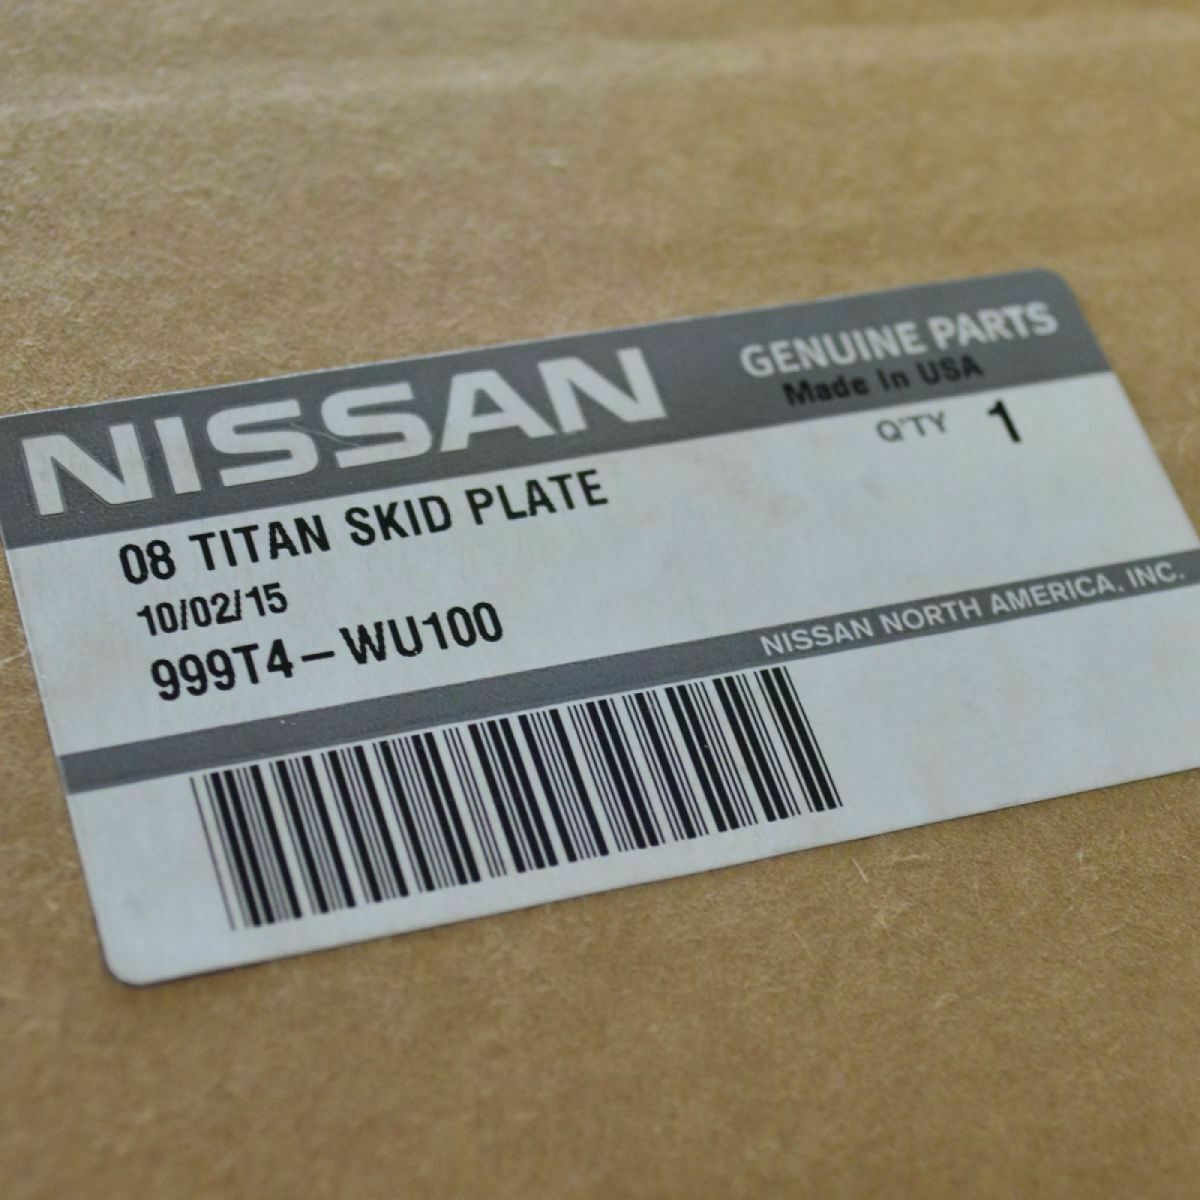 NISSAN
GENUINE PARTS
Made In USA
Q'TY 1
08 TITAN SKID PLATE
10/02/15
999T4-WU100
NISSAN NORTH AMERICA, INC.